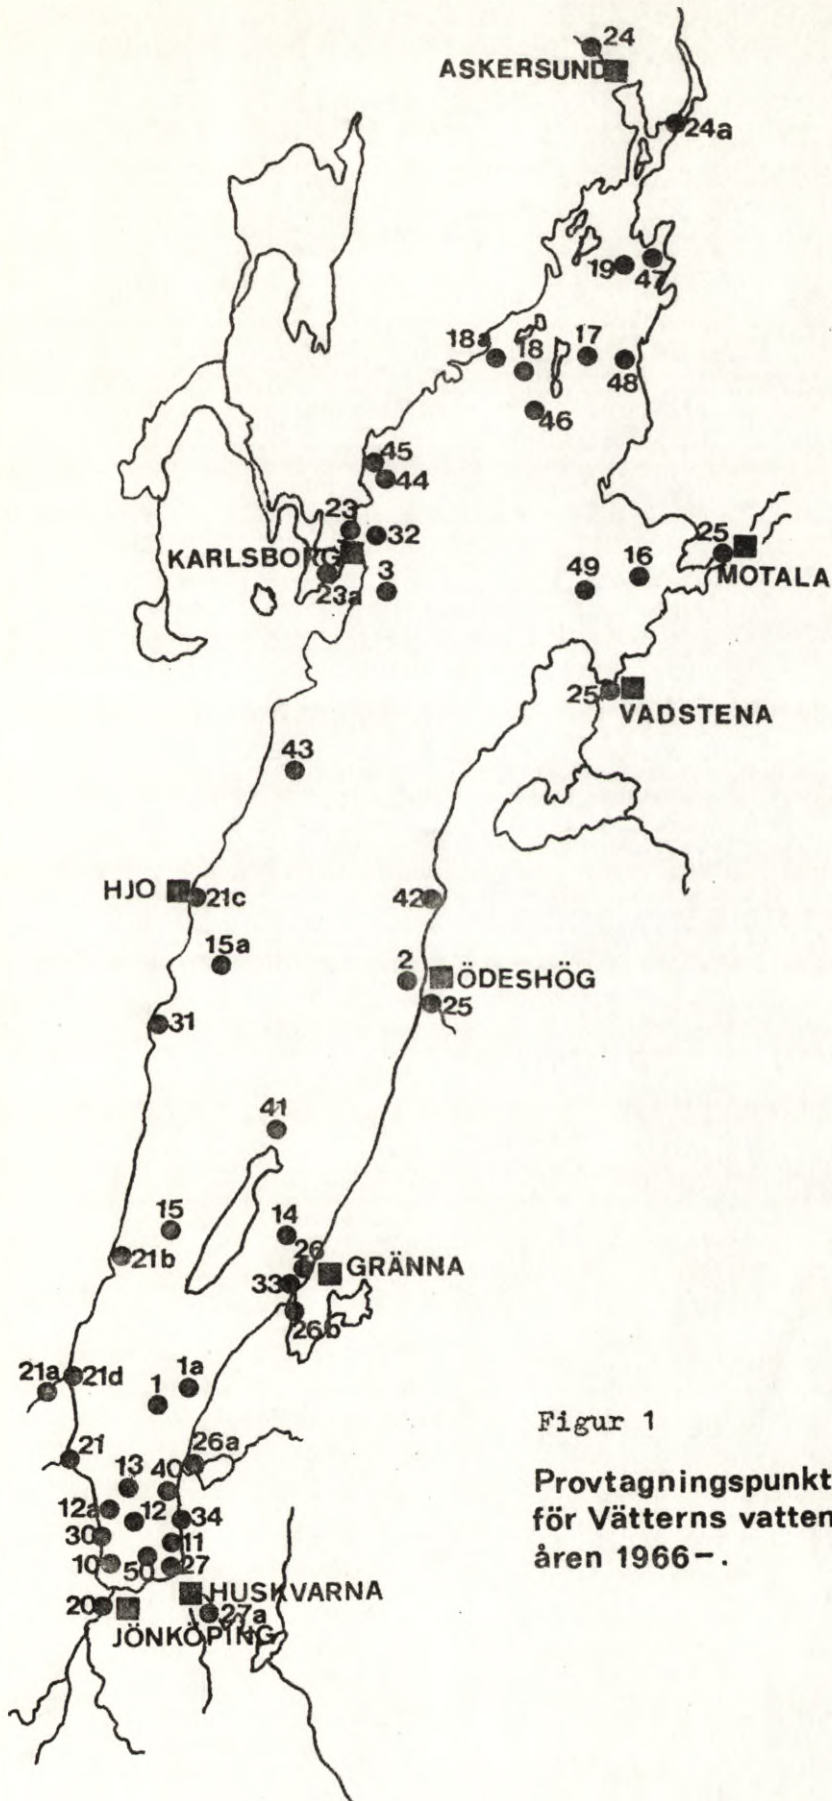 24
ASKERSUND
24a
19
47
18a
18
17
48
46
45
44
23
32
25
KARLSBORG
MOTALA
23a
3
49
16
25
VADSTENA
43
HJO
21c
42
15a
2
ÖDESHÖG
25
31
41
15
14
21b
26
GRÄNNA
33
26b
21a
21d
1a
1
Figur 1
21
26a
13
40
Provtagningspunkt
12a
12
34
för Vätterns vatten
30
11
åren 1966-.
10
50
27
HUSKVARNA
20
27a
JÖNKÖPING